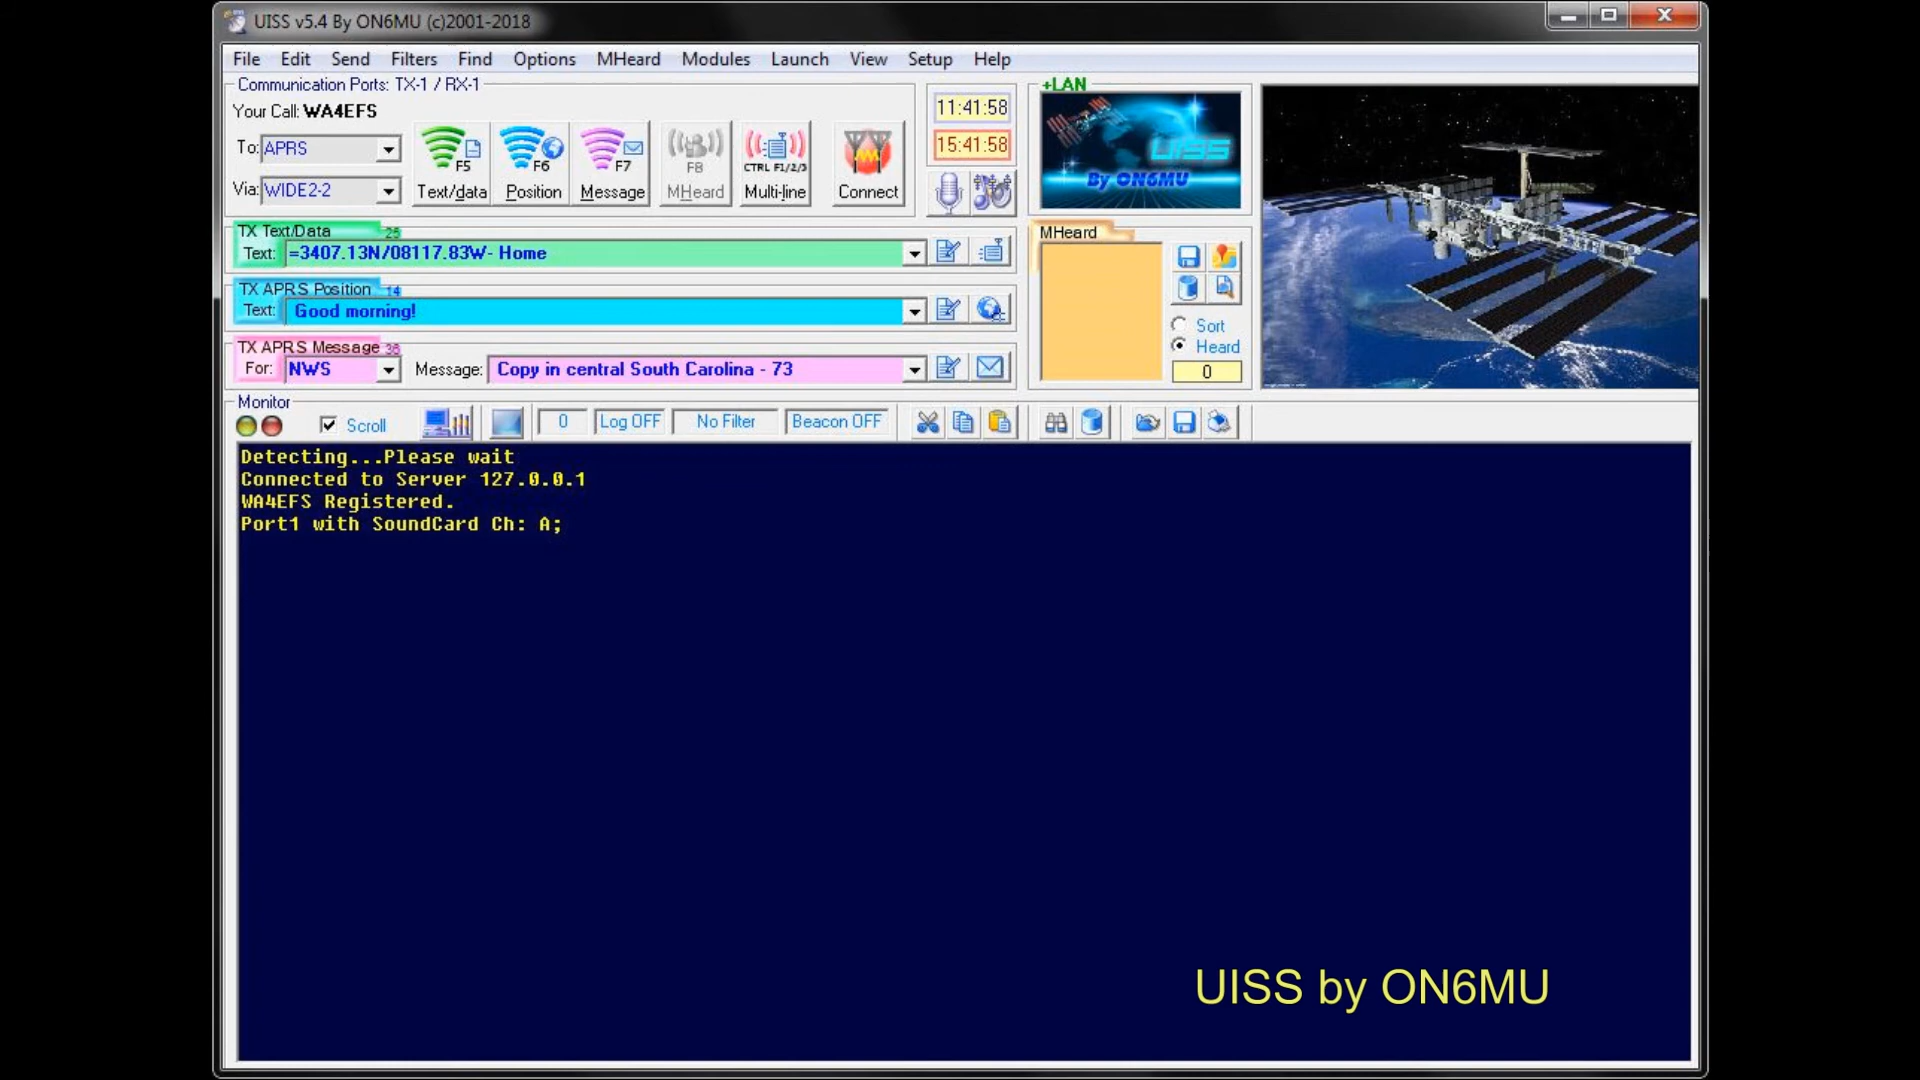 UISS v5.4 By ON6MU (c)2001-2018
File Edit Send Filters Find Options MHeard Modules Launch View Setup Help
Communication Ports: TX-1 / RX-1
Your Call: WA4EFS
To: APRS
Via: WIDE2-2
F5
Text/data
F6
Position
F7
Message
F8
MHeard
CTRL F1/2/3
Multi-line
Connect
11:41:58
15:41:58
+LAN
UISS
By ON6MU
TX Text/Data 25
Text: =3407.13N/08117.83W- Home
TX APRS Position 14
Text: Good morning!
TX APRS Message 36
For: NWS Message: Copy in central South Carolina - 73
MHeard
Sort
Heard
0
Monitor
Scroll 0 Log OFF No Filter Beacon OFF
Detecting...Please wait
Connected to Server 127.0.0.1
WA4EFS Registered.
Port1 with SoundCard Ch: A;
UISS by ON6MU